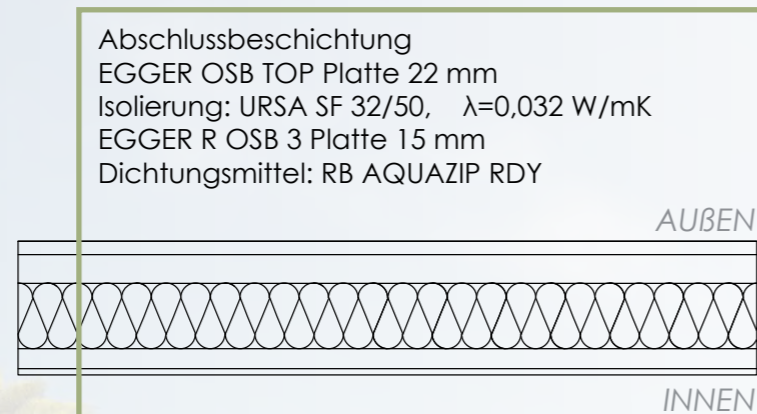 Abschlussbeschichtung
EGGER OSB TOP Platte 22 mm
Isolierung: URSA SF 32/50, λ=0,032 W/mK
EGGER R OSB 3 Platte 15 mm
Dichtungsmittel: RB AQUAZIP RDY
AUßEN
INNEN